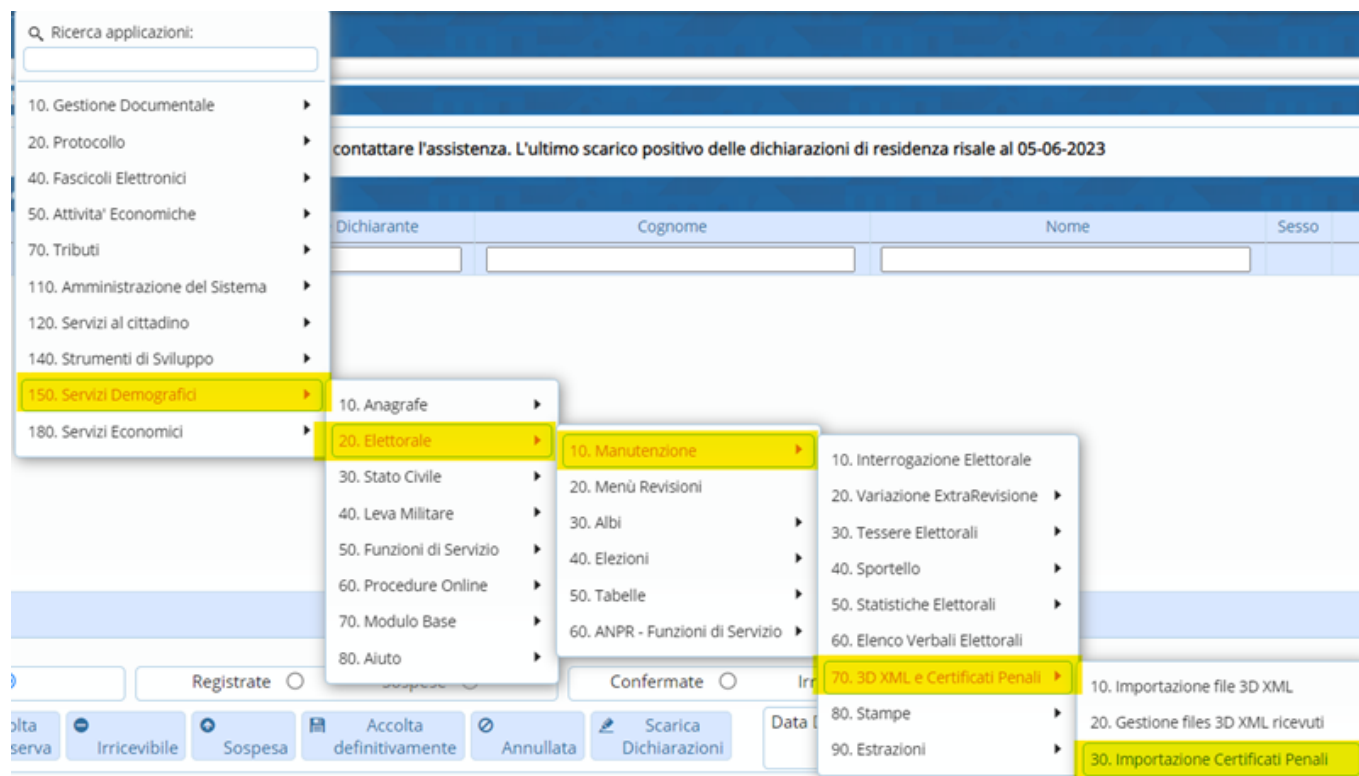 Ricerca applicazioni:
10. Gestione Documentale
20. Protocollo
40. Fascicoli Elettronici
50. Attivita' Economiche
70. Tributi
110. Amministrazione del Sistema
120. Servizi al cittadino
140. Strumenti di Sviluppo
150. Servizi Demografici
180. Servizi Economici
contattare l'assistenza. L'ultimo scarico positivo delle dichiarazioni di residenza risale al 05-06-2023
Dichiarante Cognome Nome Sesso
10. Anagrafe
20. Elettorale
30. Stato Civile
40. Leva Militare
50. Funzioni di Servizio
60. Procedure Online
70. Modulo Base
80. Aiuto
10. Manutenzione
20. Menù Revisioni
30. Albi
40. Elezioni
50. Tabelle
60. ANPR - Funzioni di Servizio
10. Interrogazione Elettorale
20. Variazione ExtraRevisione
30. Tessere Elettorali
40. Sportello
50. Statistiche Elettorali
60. Elenco Verbali Elettorali
70. 3D XML e Certificati Penali
80. Stampe
90. Estrazioni
10. Importazione file 3D XML
20. Gestione files 3D XML ricevuti
30. Importazione Certificati Penali
Registrate Sospese Confermate Irr
olta
serva
Irricevibile
Sospesa
Accolta
definitivamente
Annullata
Scarica
Dichiarazioni
Data D